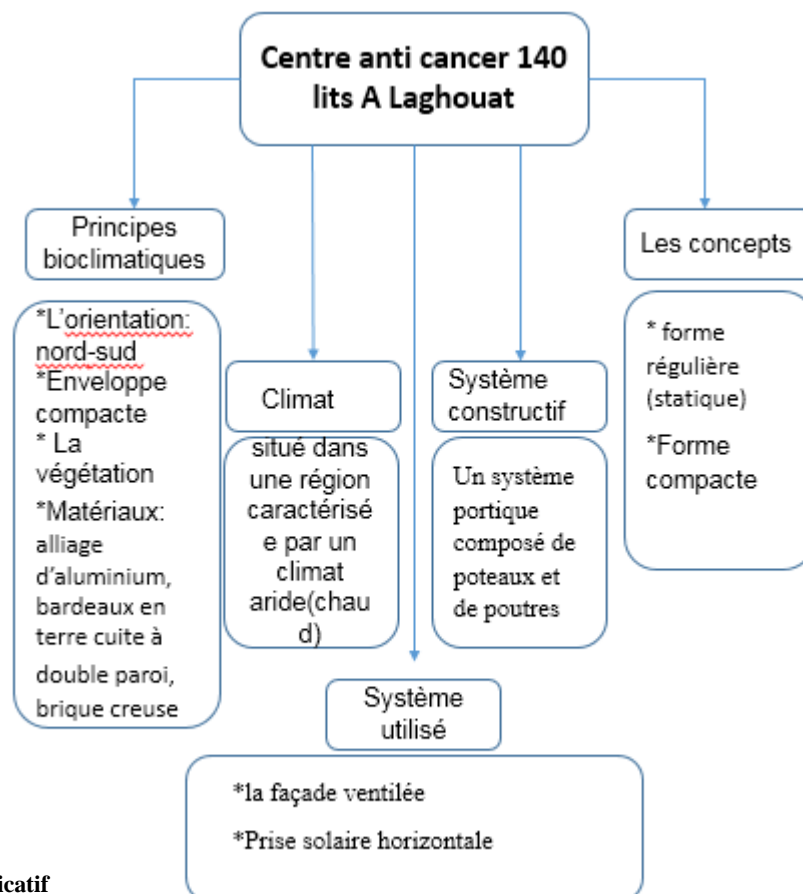 Centre anti cancer 140
lits A Laghouat
Principes
bioclimatiques
*L'orientation:
nord-sud
*Enveloppe
compacte
* La
végétation
*Matériaux:
alliage
d'aluminium,
bardeaux en
terre cuite à
double paroi,
brique creuse
Climat
situé dans
une région
caractérisé
e par un
climat
aride(chau
d)
Système
constructif
Un système
portique
composé de
poteaux et
de poutres
Les concepts
* forme
régulière
(statique)
*Forme
compacte
Système
utilisé
*la façade ventilée
*Prise solaire horizontale
icatif